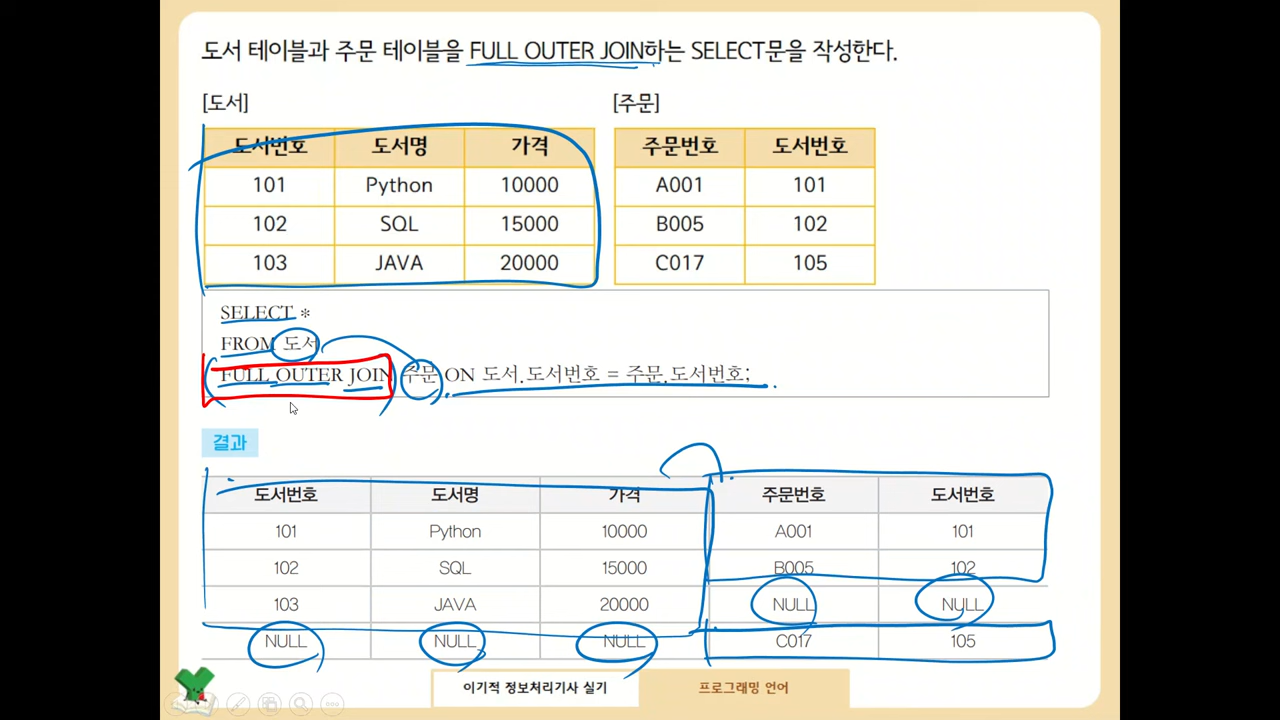 도서 테이블과 주문 테이블을 FULL OUTER JOIN하는 SELECT문을 작성한다.
[도서] [주문]
도서번호 도서명 가격 주문번호 도서번호
101 Python 10000 A001 101
102 SQL 15000 B005 102
103 JAVA 20000 C017 105
SELECT *
FROM 도서
FULL OUTER JOIN 주문 ON 도서.도서번호 = 주문.도서번호;
결과
도서번호 도서명 가격 주문번호 도서번호
101 Python 10000 A001 101
102 SQL 15000 B005 102
103 JAVA 20000 NULL NULL
NULL NULL NULL C017 105
이기적 정보처리기사 실기 프로그래밍 언어